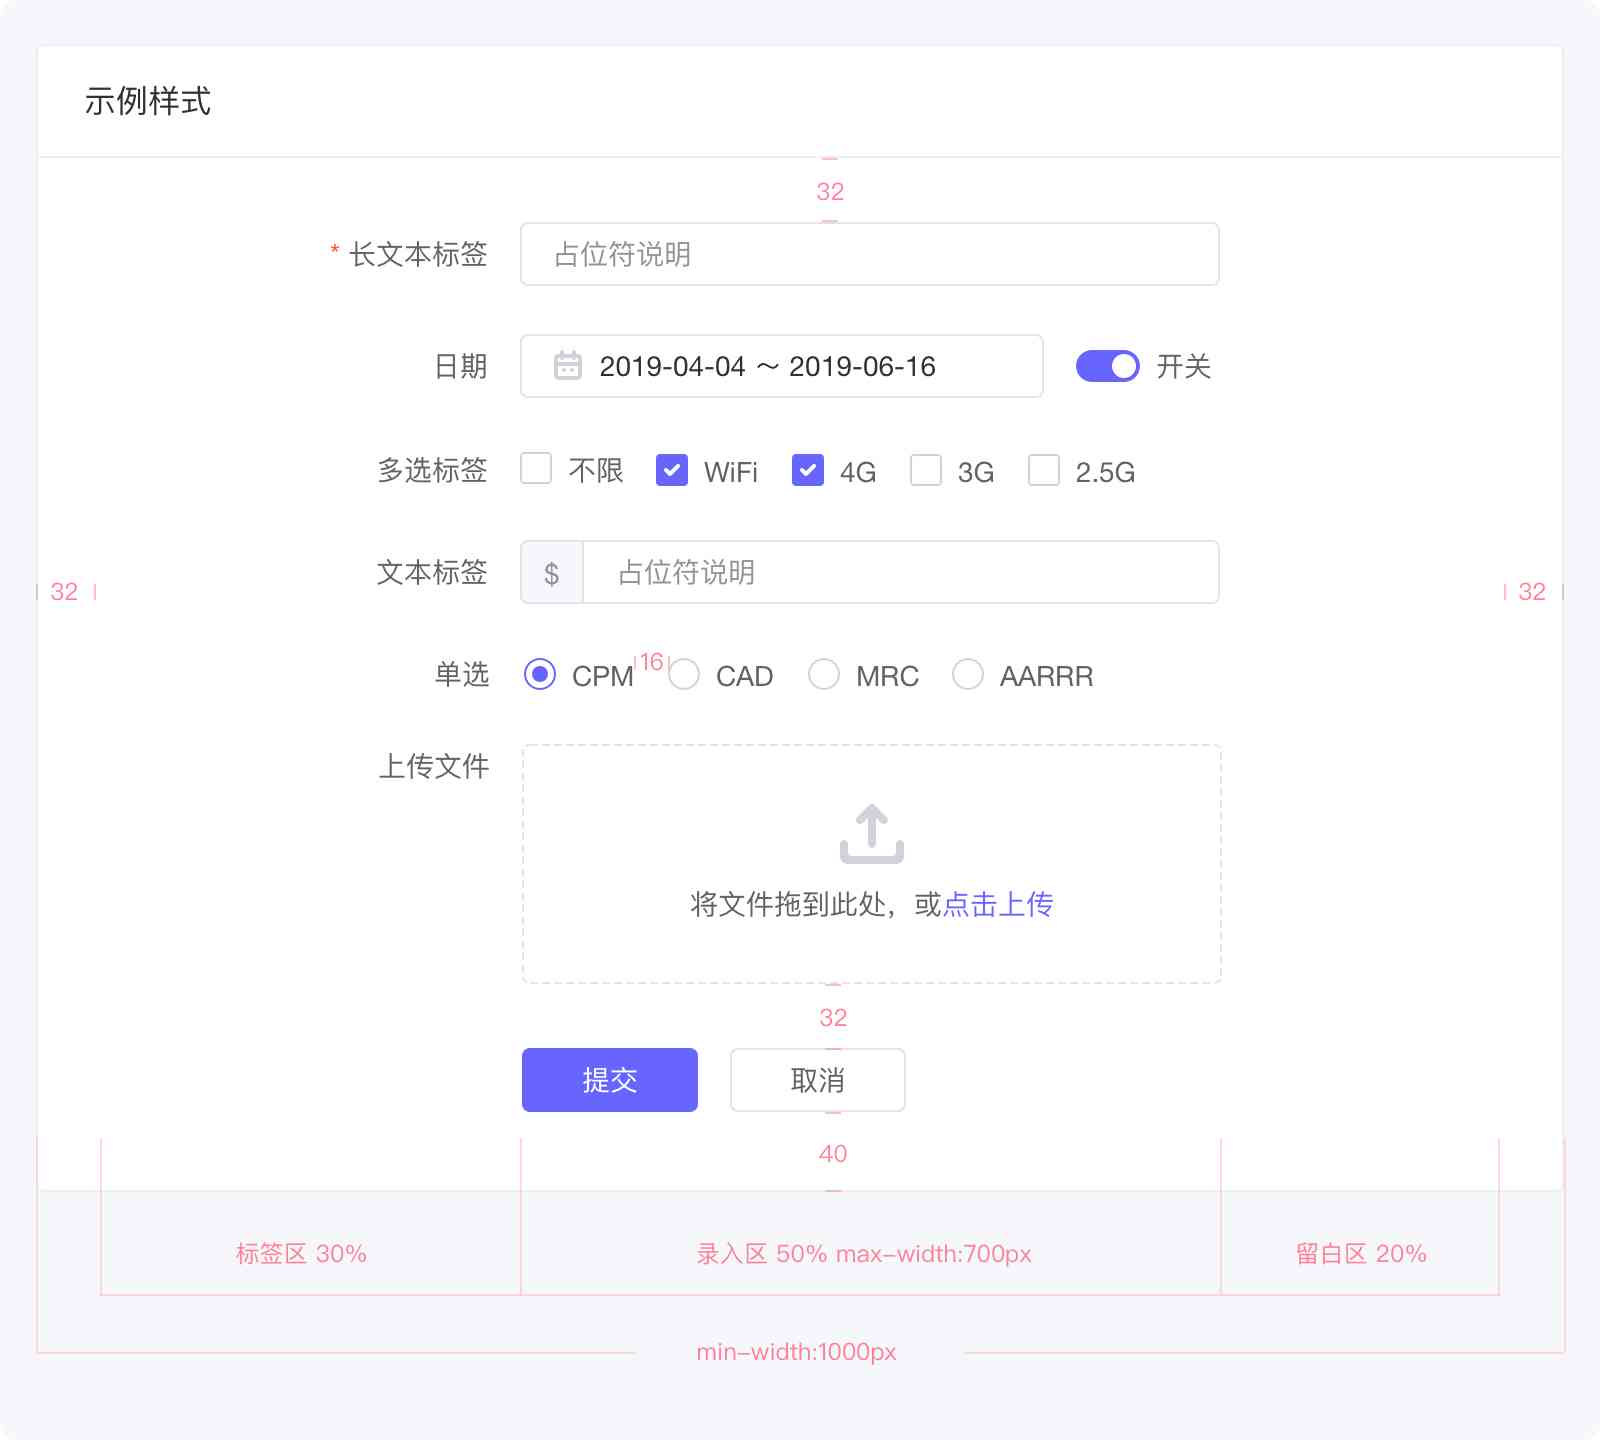 示例样式
32
* 长文本标签 占位符说明
日期 2019-04-04 ～ 2019-06-16 开关
多选标签 不限 WiFi 4G 3G 2.5G
文本标签 $ 占位符说明
32 32
单选 CPM 16 CAD MRC AARRR
上传文件
将文件拖到此处，或点击上传
32
提交 取消
40
标签区 30% 录入区 50% max-width:700px 留白区 20%
min-width:1000px